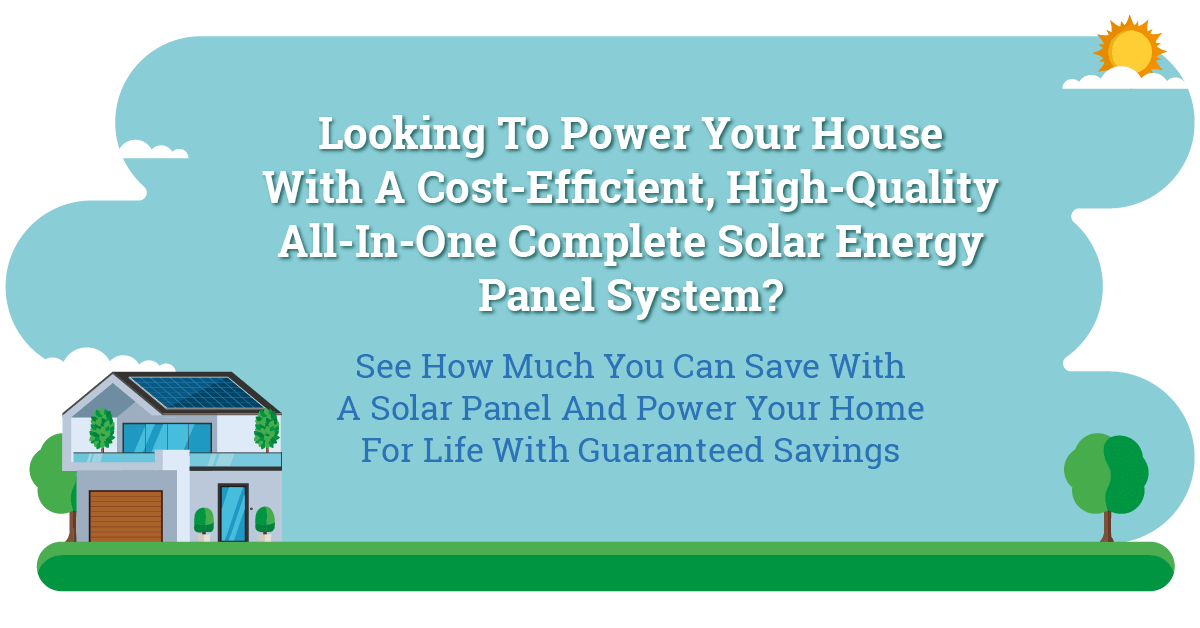 Looking To Power Your House
With A Cost-Efficient, High-Quality
All-In-One Complete Solar Energy
Panel System?
See How Much You Can Save With
A Solar Panel And Power Your Home
For Life With Guaranteed Savings